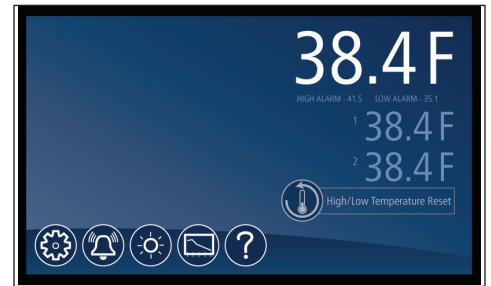 38.4 F
HIGH ALARM - 41.5 LOW ALARM - 35.1
1 38.4 F
2 38.4 F
High/Low Temperature Reset
?